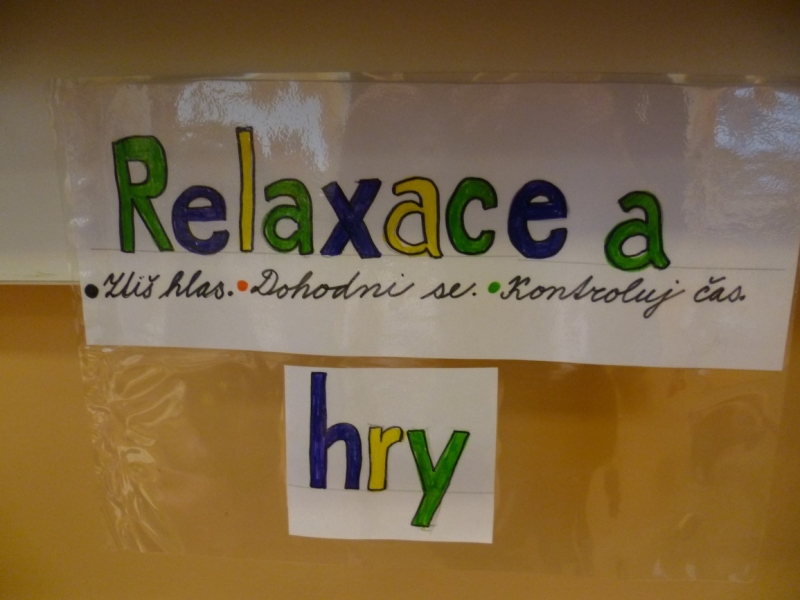 Relaxace a
• Ztiš hlas. • Dohodni se. • Kontroluj čas.
hry